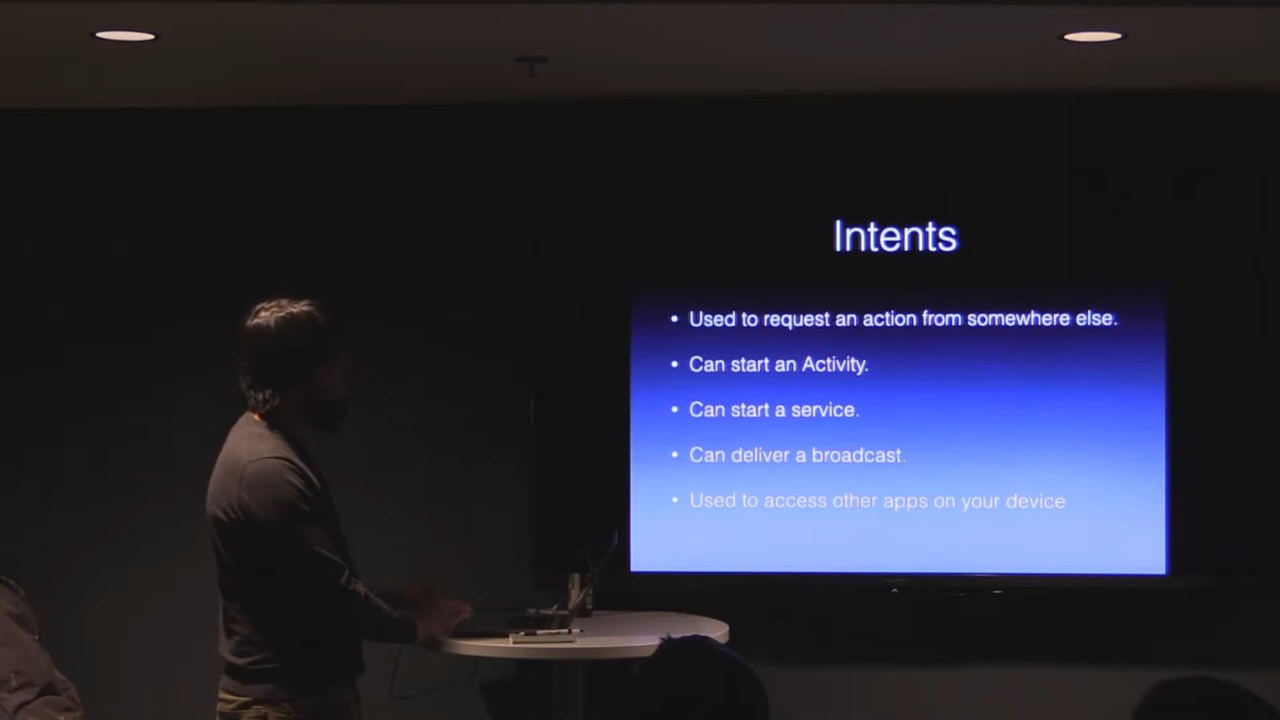 Intents
• Used to request an action from somewhere else.
• Can start an Activity.
• Can start a service.
• Can deliver a broadcast.
• Used to access other apps on your device